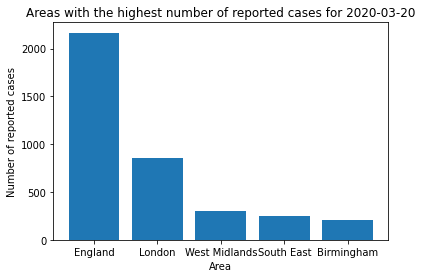 Areas with the highest number of reported cases for 2020-03-20
Number of reported cases
2000
1500
1000
500
0
England London West Midlands South East Birmingham
Area